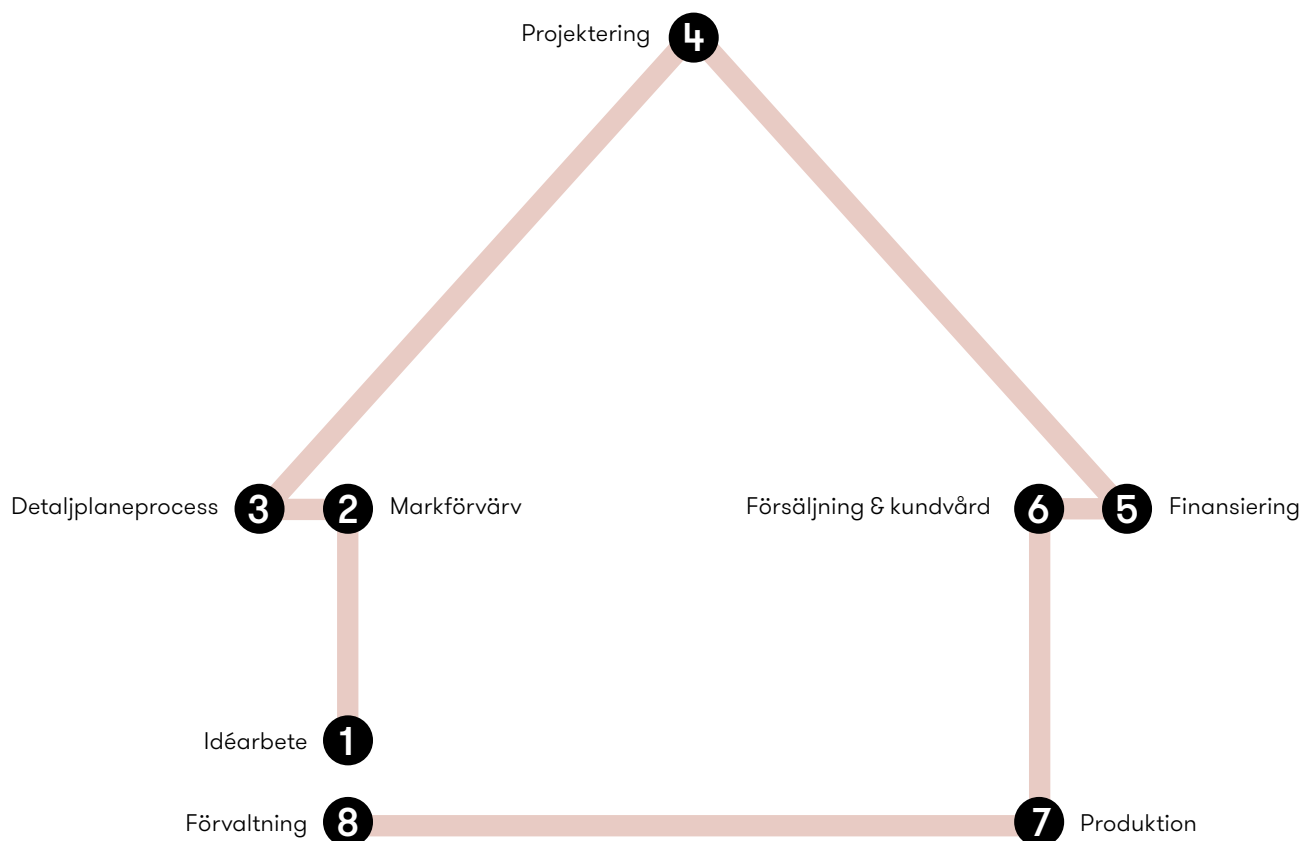 Projektering 4
Detaljplaneprocess 3 2 Markförvärv
Försäljning & kundvård 6 5 Finansiering
Idéarbete 1
Förvaltning 8
7 Produktion